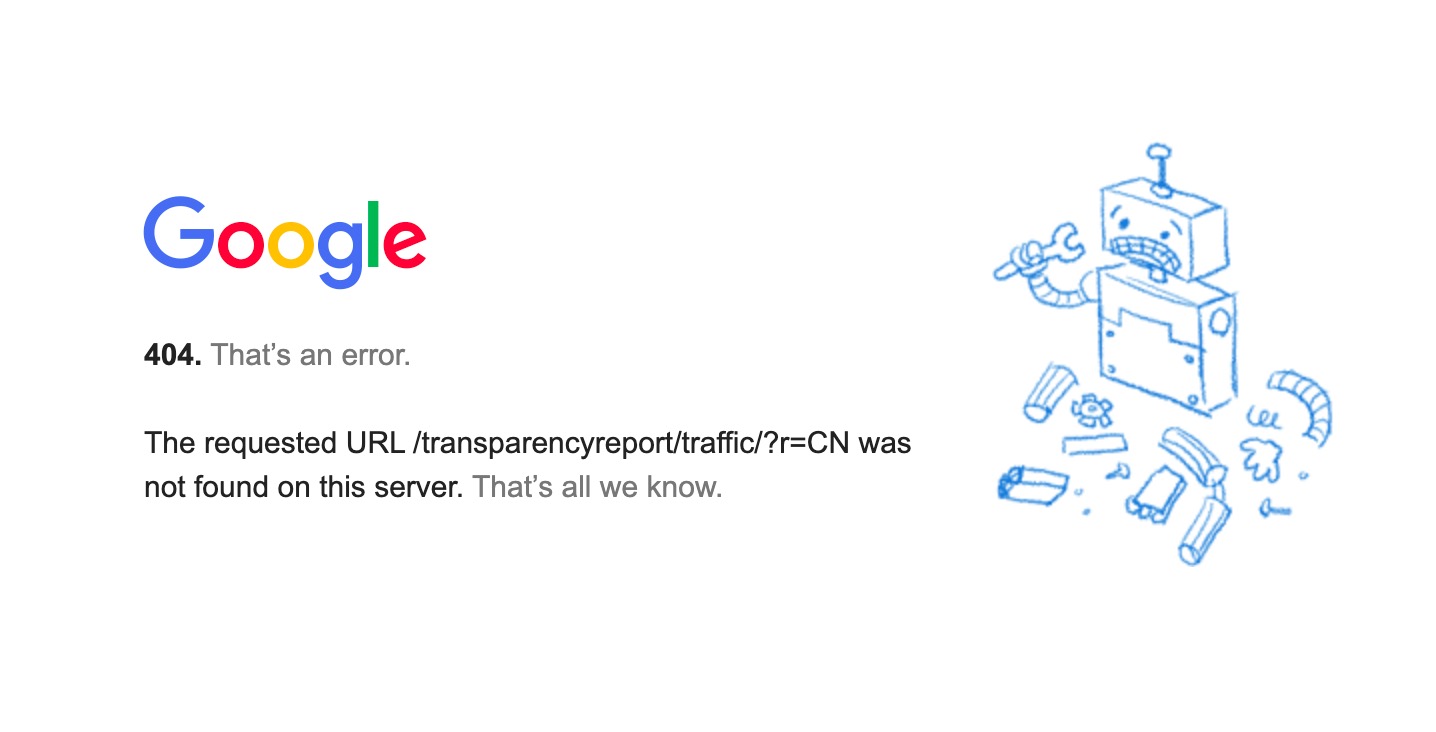 Google
404. That’s an error.
The requested URL /transparencyreport/traffic/?r=CN was
not found on this server. That’s all we know.